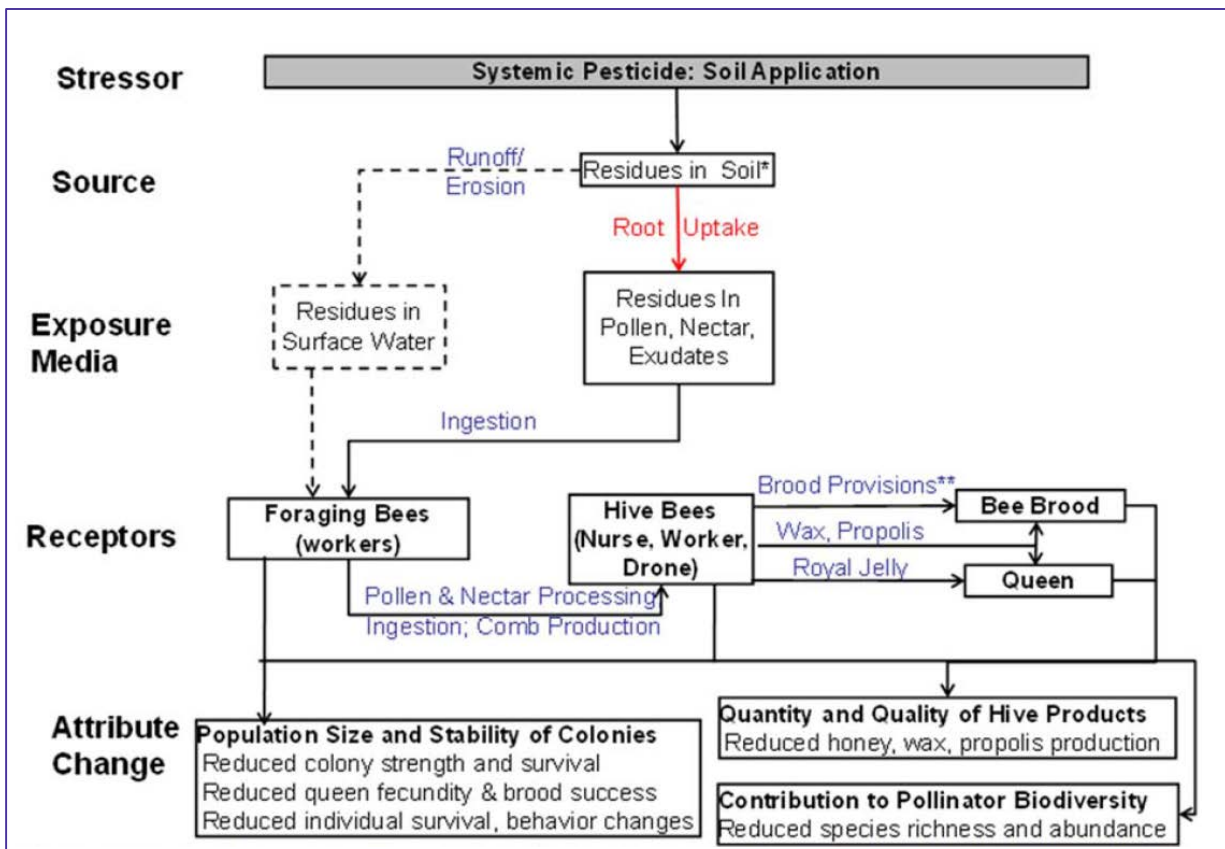 Stressor
Systemic Pesticide: Soil Application
Source
Runoff/
Erosion
Residues in Soil*
Root Uptake
Exposure
Media
Residues in
Surface Water
Residues In
Pollen, Nectar,
Exudates
Ingestion
Receptors
Foraging Bees
(workers)
Hive Bees
(Nurse, Worker,
Drone)
Brood Provisions**
Bee Brood
Wax, Propolis
Royal Jelly
Queen
Pollen & Nectar Processing
Ingestion; Comb Production
Attribute
Change
Population Size and Stability of Colonies
Reduced colony strength and survival
Reduced queen fecundity & brood success
Reduced individual survival, behavior changes
Quantity and Quality of Hive Products
Reduced honey, wax, propolis production
Contribution to Pollinator Biodiversity
Reduced species richness and abundance